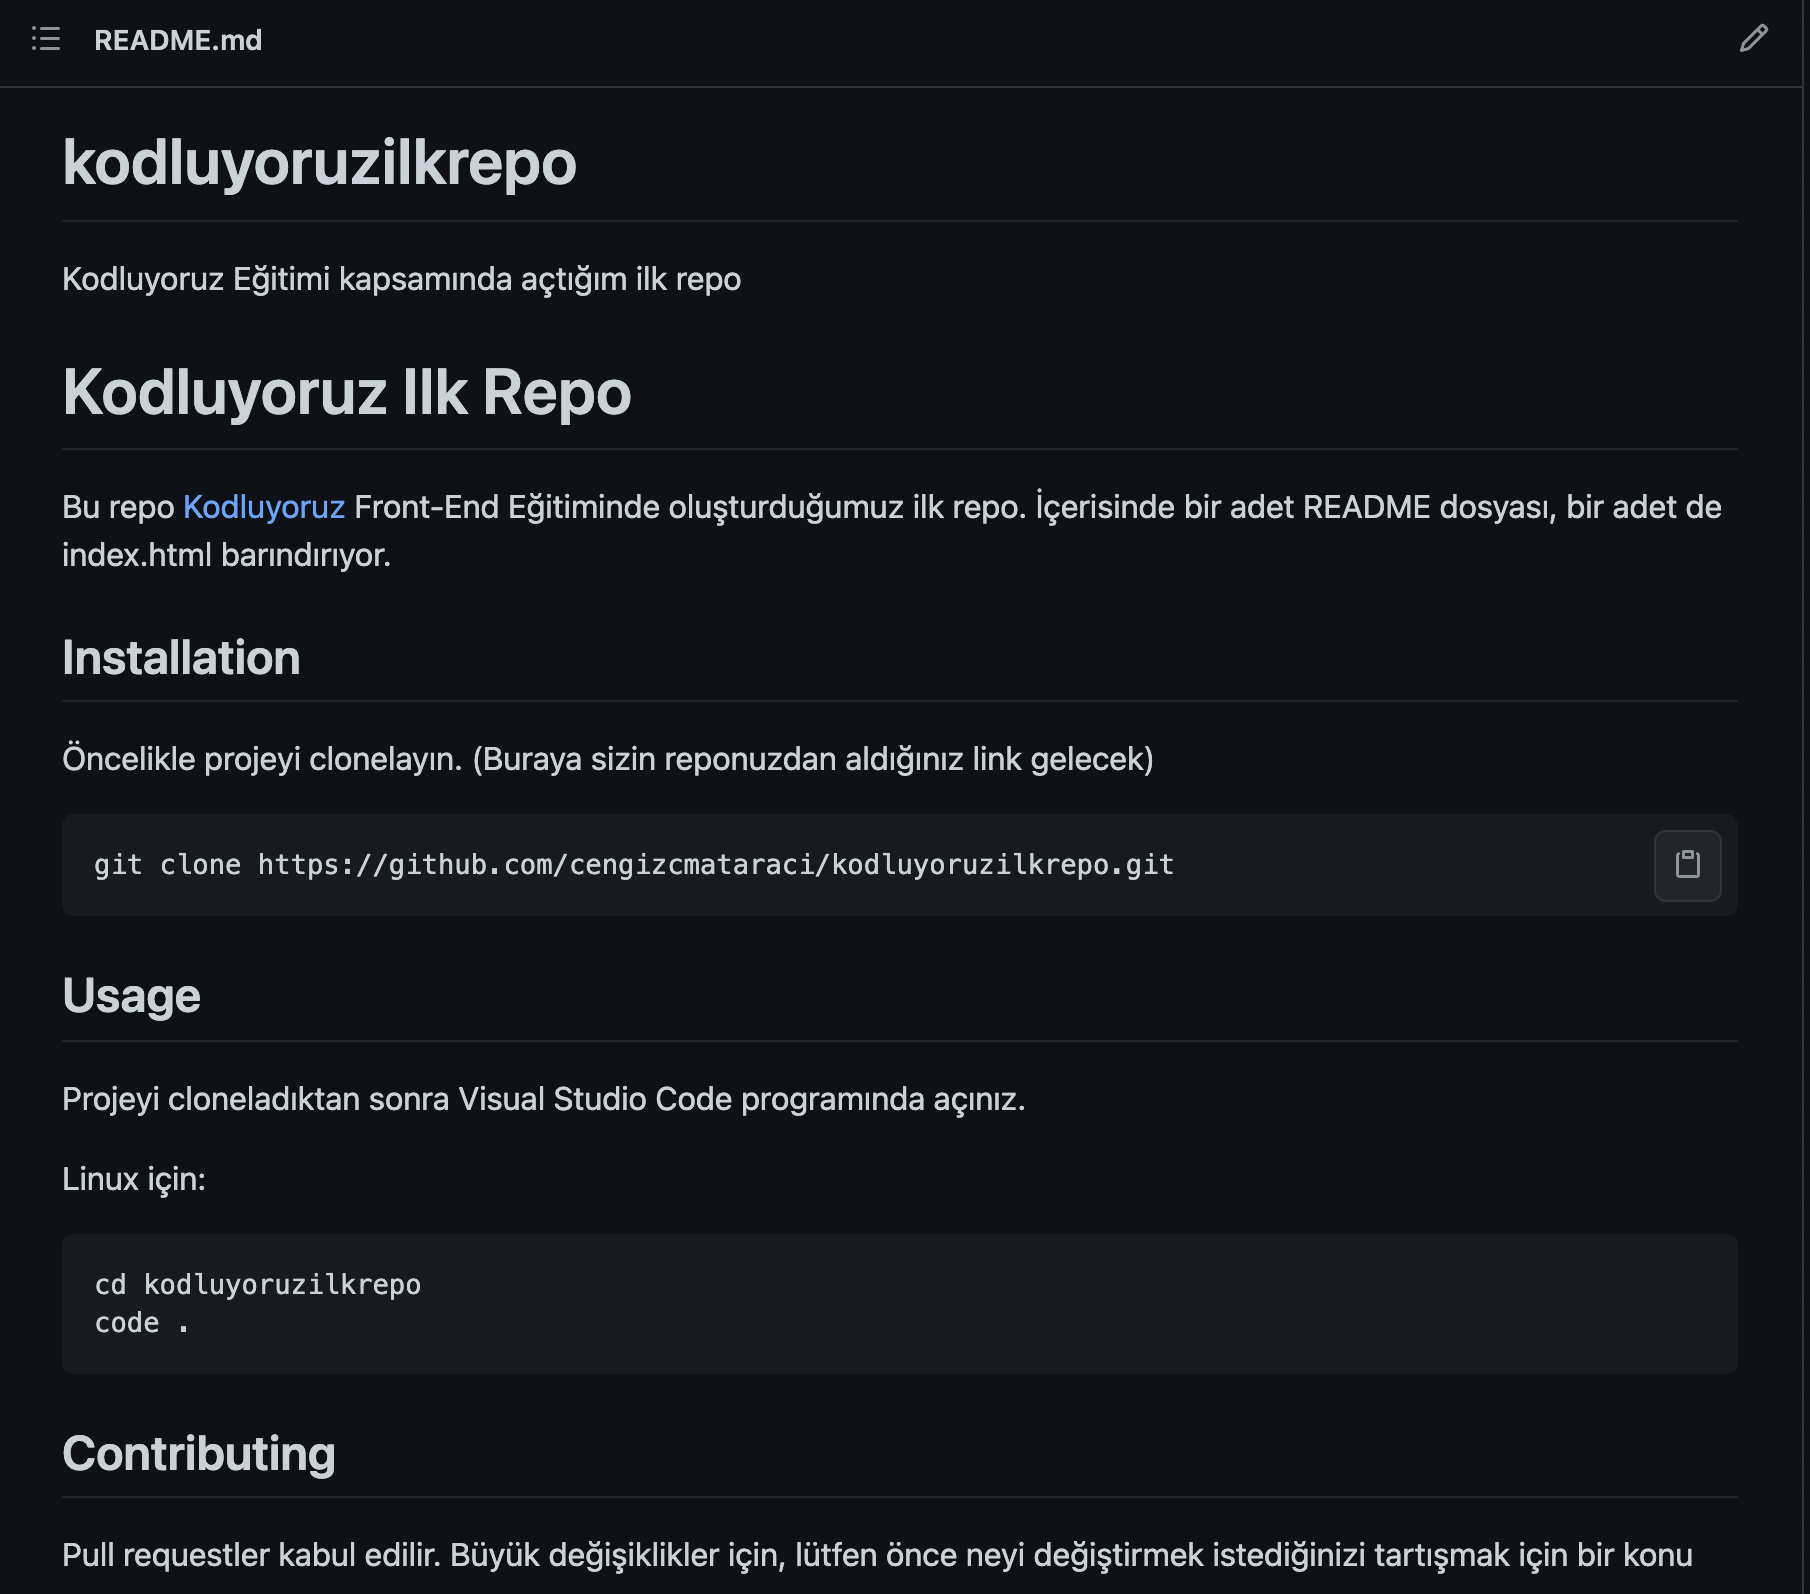 README.md
kodluyoruzilkrepo
Kodluyoruz Eğitimi kapsamında açtığım ilk repo
Kodluyoruz Ilk Repo
Bu repo Kodluyoruz Front-End Eğitiminde oluşturduğumuz ilk repo. İçerisinde bir adet README dosyası, bir adet de
index.html barındırıyor.
Installation
Öncelikle projeyi clonelayın. (Buraya sizin reponuzdan aldığınız link gelecek)
git clone https://github.com/cengizcmataraci/kodluyoruzilkrepo.git
Usage
Projeyi cloneladıktan sonra Visual Studio Code programında açınız.
Linux için:
cd kodluyoruzilkrepo
code .
Contributing
Pull requestler kabul edilir. Büyük değişiklikler için, lütfen önce neyi değiştirmek istediğinizi tartışmak için bir konu